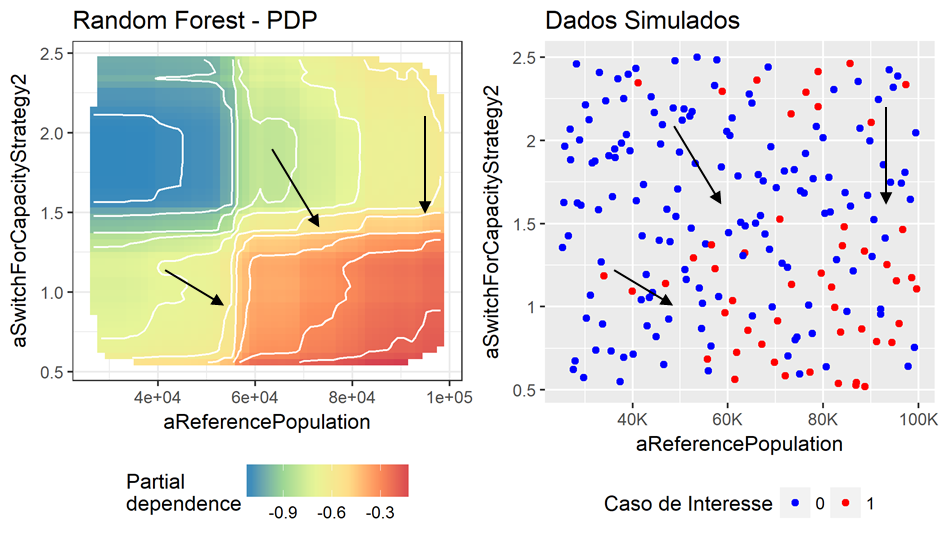 Random Forest - PDP
aSwitchForCapacityStrategy2
2.5
2.0
1.5
1.0
0.5
4e+04
6e+04
8e+04
1e+05
aReferencePopulation
Partial
dependence
-0.9
-0.6
-0.3
Dados Simulados
aSwitchForCapacityStrategy2
2.5
2
1.5
1
0.5
40K
60K
80K
100K
aReferencePopulation
Caso de Interesse
0
1